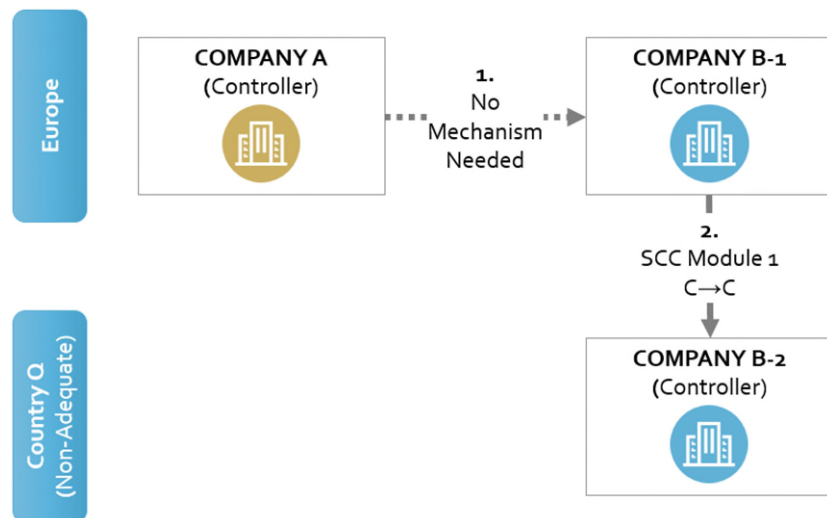 Europe
COMPANY A
(Controller)
1.
No
Mechanism
Needed
COMPANY B-1
(Controller)
2.
SCC Module 1
C→C
Country Q
(Non-Adequate)
COMPANY B-2
(Controller)